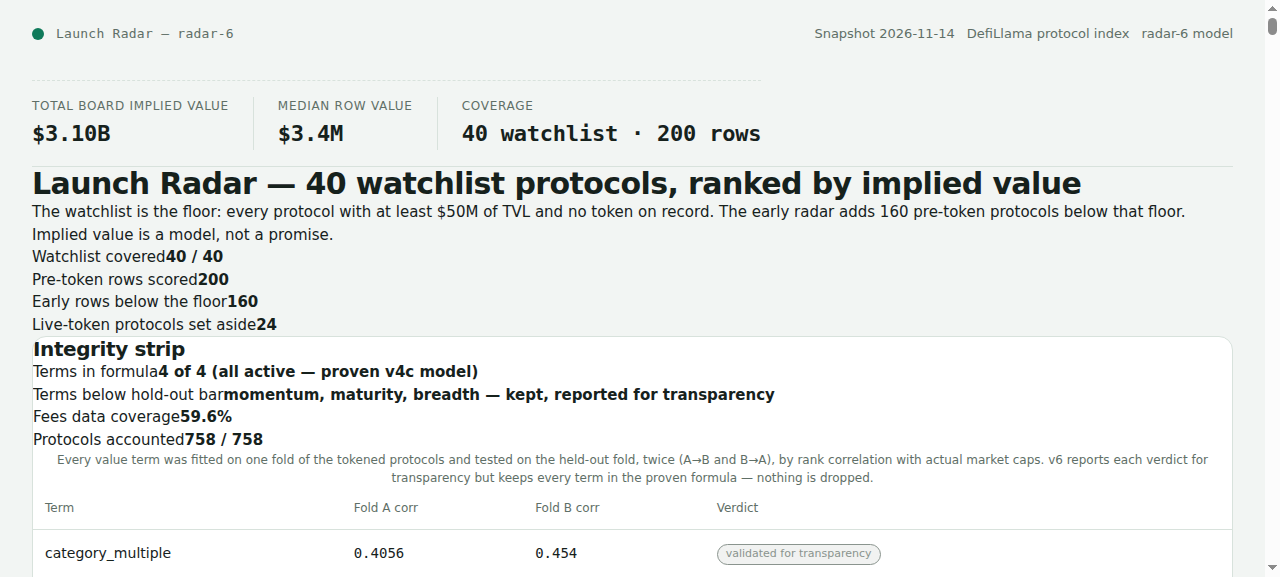 Launch Radar — radar-6
Snapshot 2026-11-14 DefiLlama protocol index radar-6 model
TOTAL BOARD IMPLIED VALUE
$3.10B
MEDIAN ROW VALUE
$3.4M
COVERAGE
40 watchlist · 200 rows
Launch Radar — 40 watchlist protocols, ranked by implied value
The watchlist is the floor: every protocol with at least $50M of TVL and no token on record. The early radar adds 160 pre-token protocols below that floor.
Implied value is a model, not a promise.
Watchlist covered40 / 40
Pre-token rows scored200
Early rows below the floor160
Live-token protocols set aside24
Integrity strip
Terms in formula4 of 4 (all active — proven v4c model)
Terms below hold-out barmomentum, maturity, breadth — kept, reported for transparency
Fees data coverage59.6%
Protocols accounted758 / 758
Every value term was fitted on one fold of the tokened protocols and tested on the held-out fold, twice (A→B and B→A), by rank correlation with actual market caps. v6 reports each verdict for
transparency but keeps every term in the proven formula — nothing is dropped.
Term Fold A corr Fold B corr Verdict
category_multiple 0.4056 0.454 validated for transparency